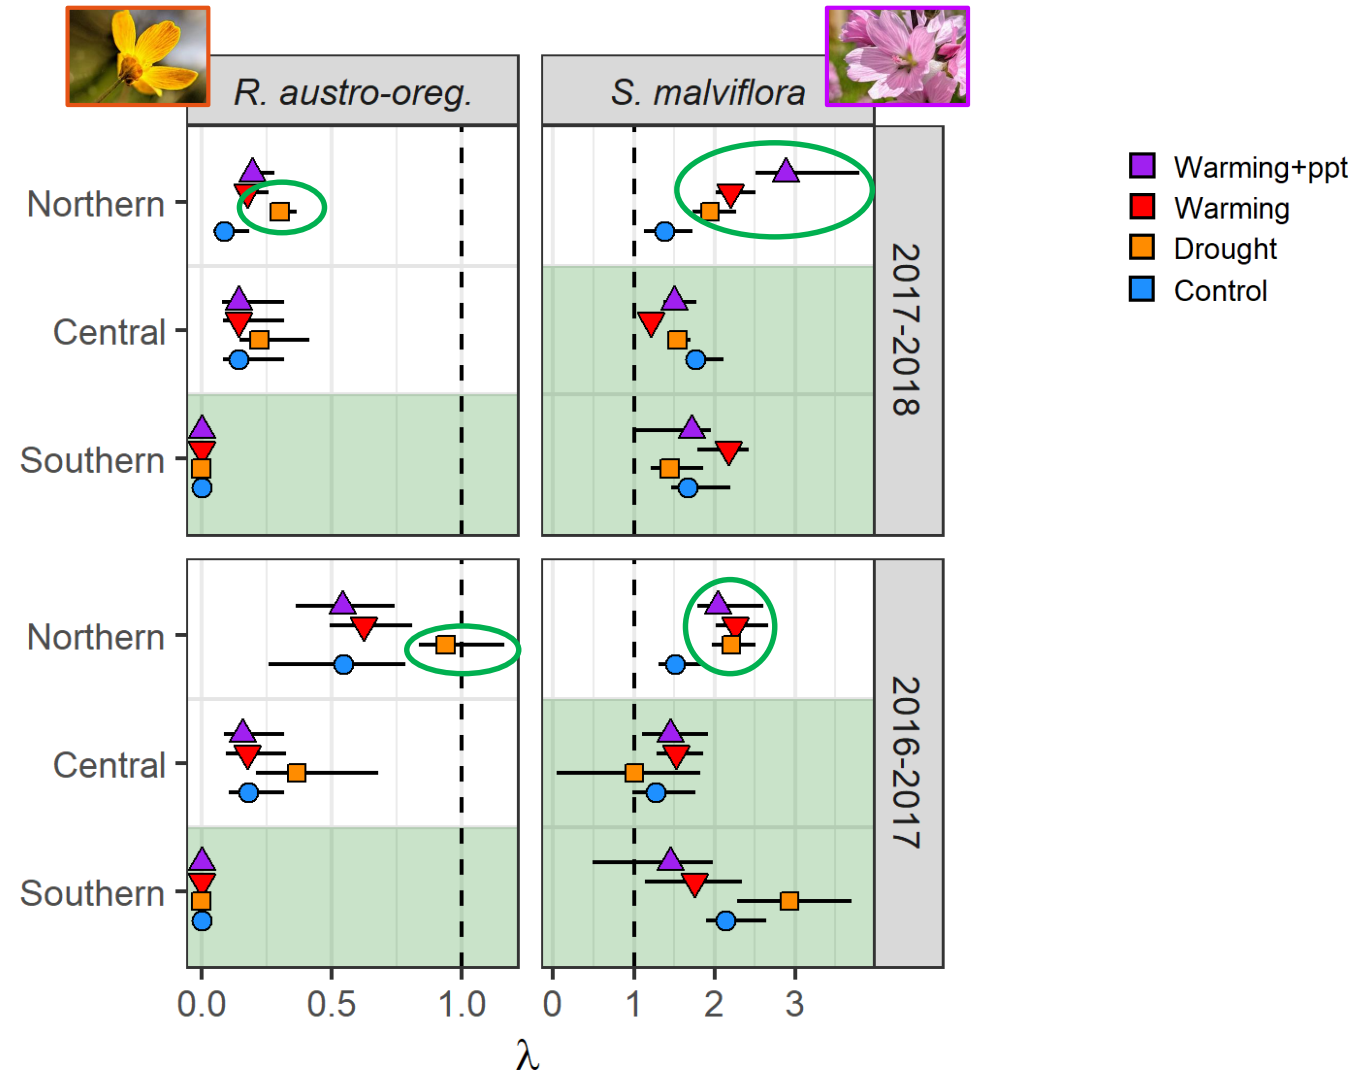 R. austro-oreg.
S. malviflora
Northern
Central
Southern
2017-2018
Northern
Central
Southern
2016-2017
0.0 0.5 1.0
0 1 2 3
λ
Warming+ppt
Warming
Drought
Control